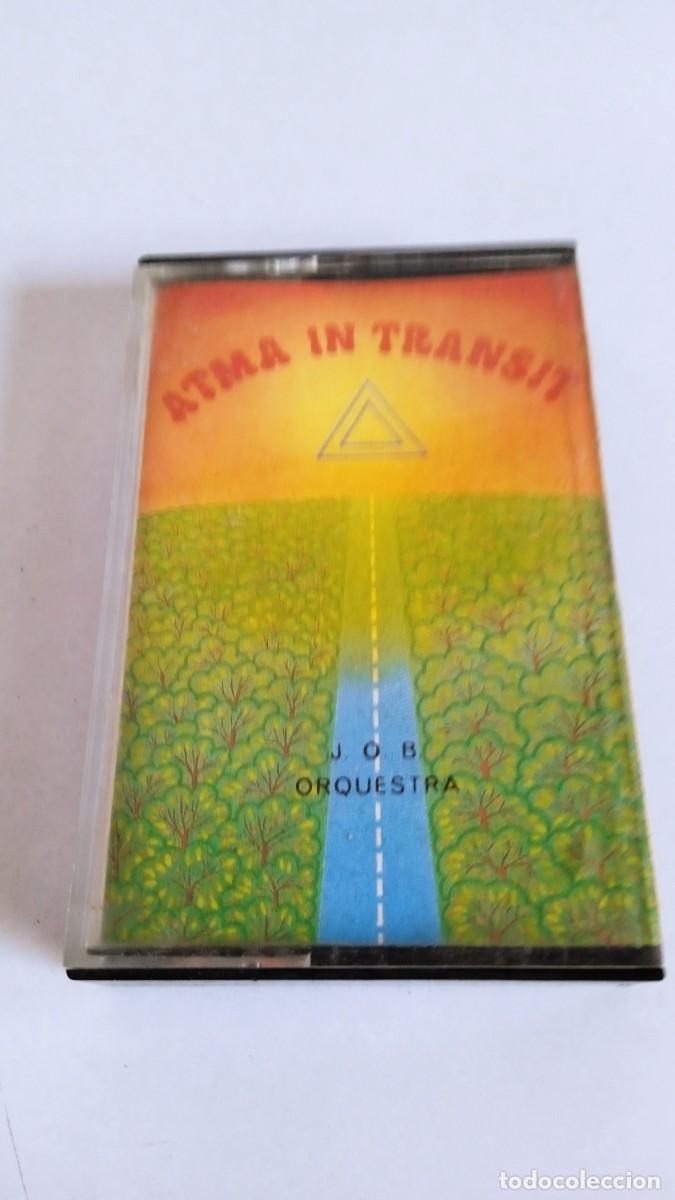 ATMA IN TRANSIT
J. O. B.
ORQUESTRA
todocoleccion